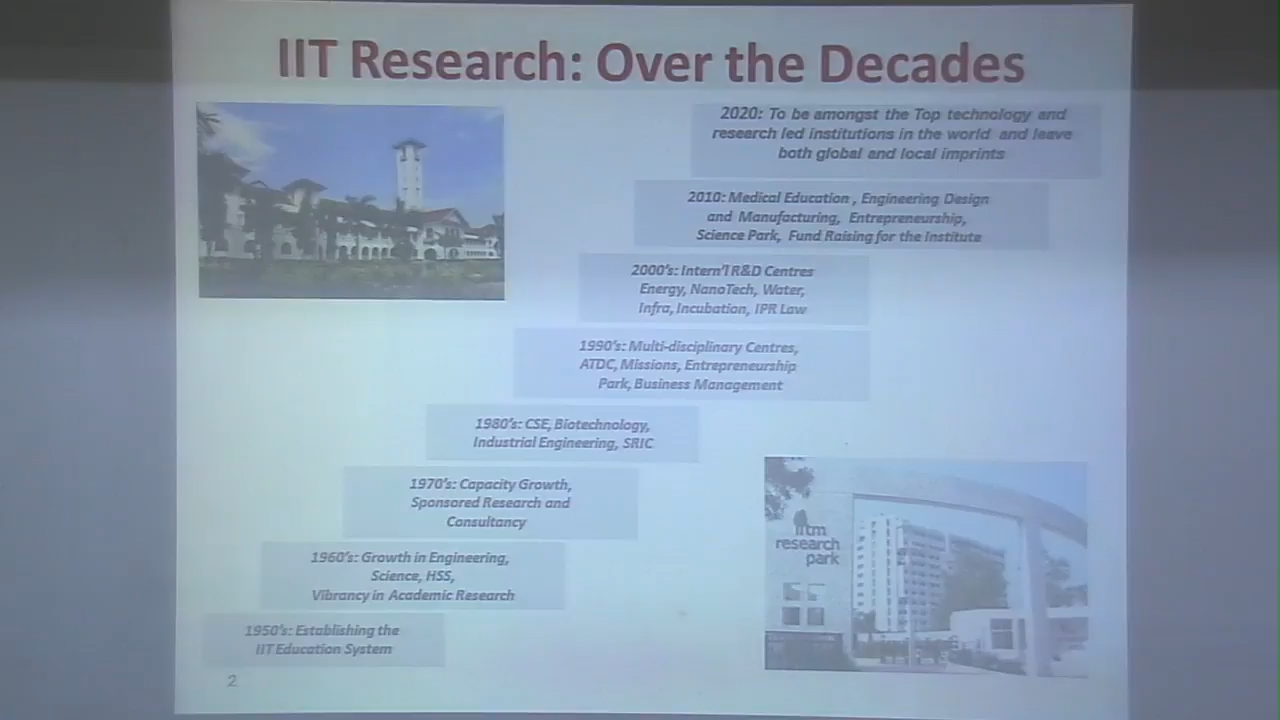 IIT Research: Over the Decades
2020: To be amongst the Top technology and
research led institutions in the world and leave
both global and local imprints
2010: Medical Education , Engineering Design
and Manufacturing, Entrepreneurship,
Science Park, Fund Raising for the Institute
2000's: Intern'l R&D Centres
Energy, NanoTech, Water,
Infra, Incubation, IPR Law
1990's: Multi-disciplinary Centres,
ATDC, Missions, Entrepreneurship
Park, Business Management
1980's: CSE, Biotechnology,
Industrial Engineering, SRIC
1970's: Capacity Growth,
Sponsored Research and
Consultancy
1960's: Growth in Engineering,
Science, HSS,
Vibrancy in Academic Research
1950's: Establishing the
IIT Education System
iitm
research
park
2